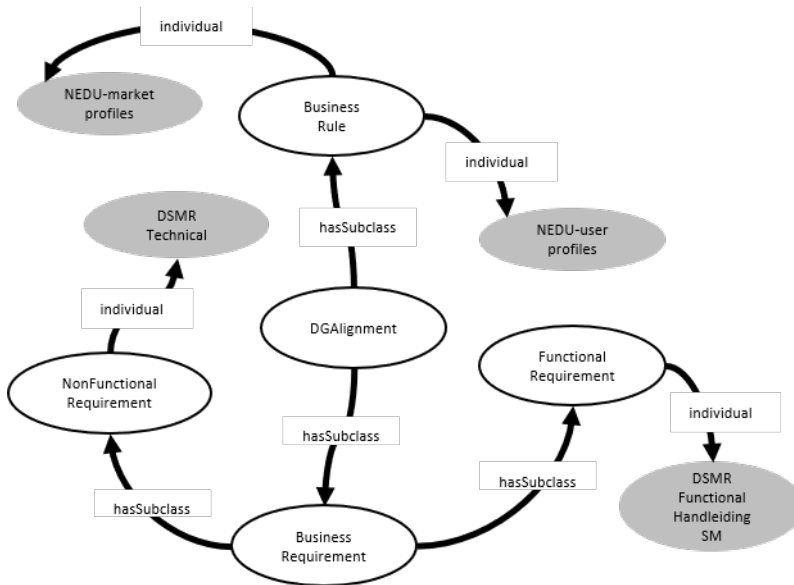 individual
NEDU-market
profiles
Business
Rule
individual
DSMR
Technical
hasSubclass
NEDU-user
profiles
individual
DGAlignment
Functional
Requirement
NonFunctional
Requirement
individual
hasSubclass
hasSubclass
DSMR
Functional
Handleiding
SM
hasSubclass
Business
Requirement